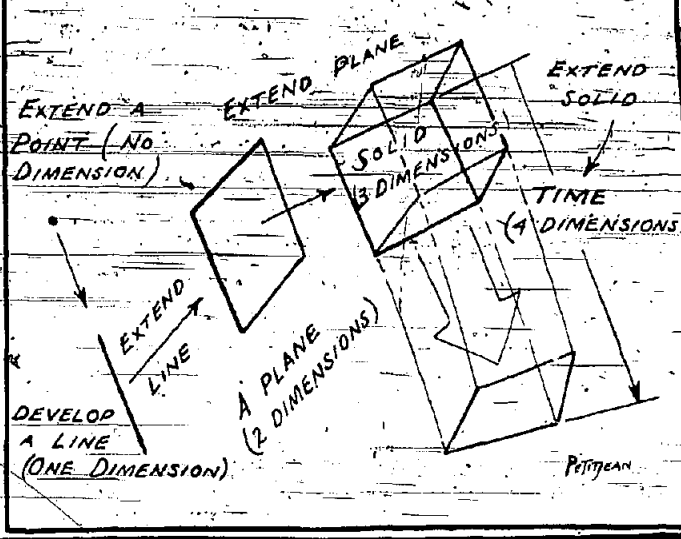 EXTEND A
POINT (NO
DIMENSION)
DEVELOP
A LINE
(ONE DIMENSION)
EXTEND
LINE
A PLANE
(2 DIMENSIONS)
EXTEND PLANE
SOLID
(3 DIMENSIONS)
EXTEND
SOLID
TIME
(4 DIMENSIONS
PETITJEAN